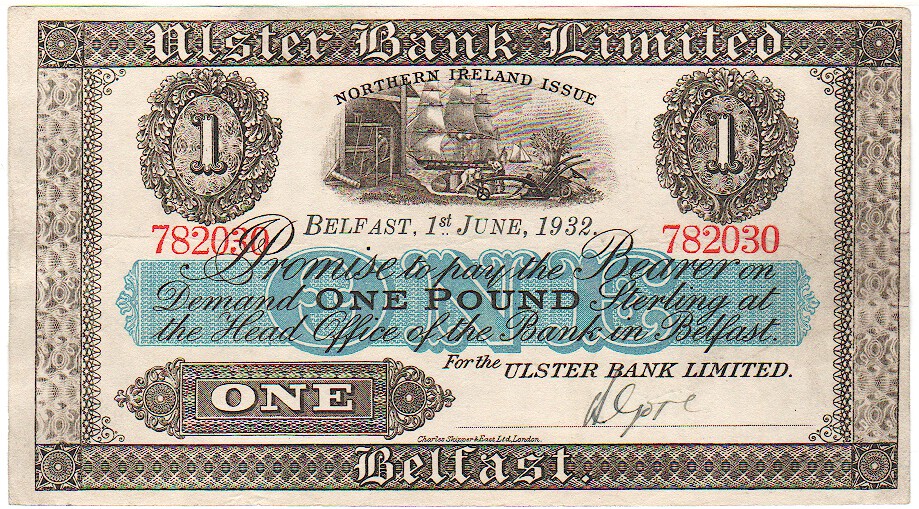 Ulster Bank Limited
NORTHERN IRELAND ISSUE
1 1
BELFAST, 1st JUNE, 1932.
782030 782030
Promise to pay the Bearer on
Demand ONE POUND Sterling at
the Head Office of the Bank in Belfast.
ONE
For the ULSTER BANK LIMITED.
ONE
Charles Skipper & East Ltd, London.
Belfast.